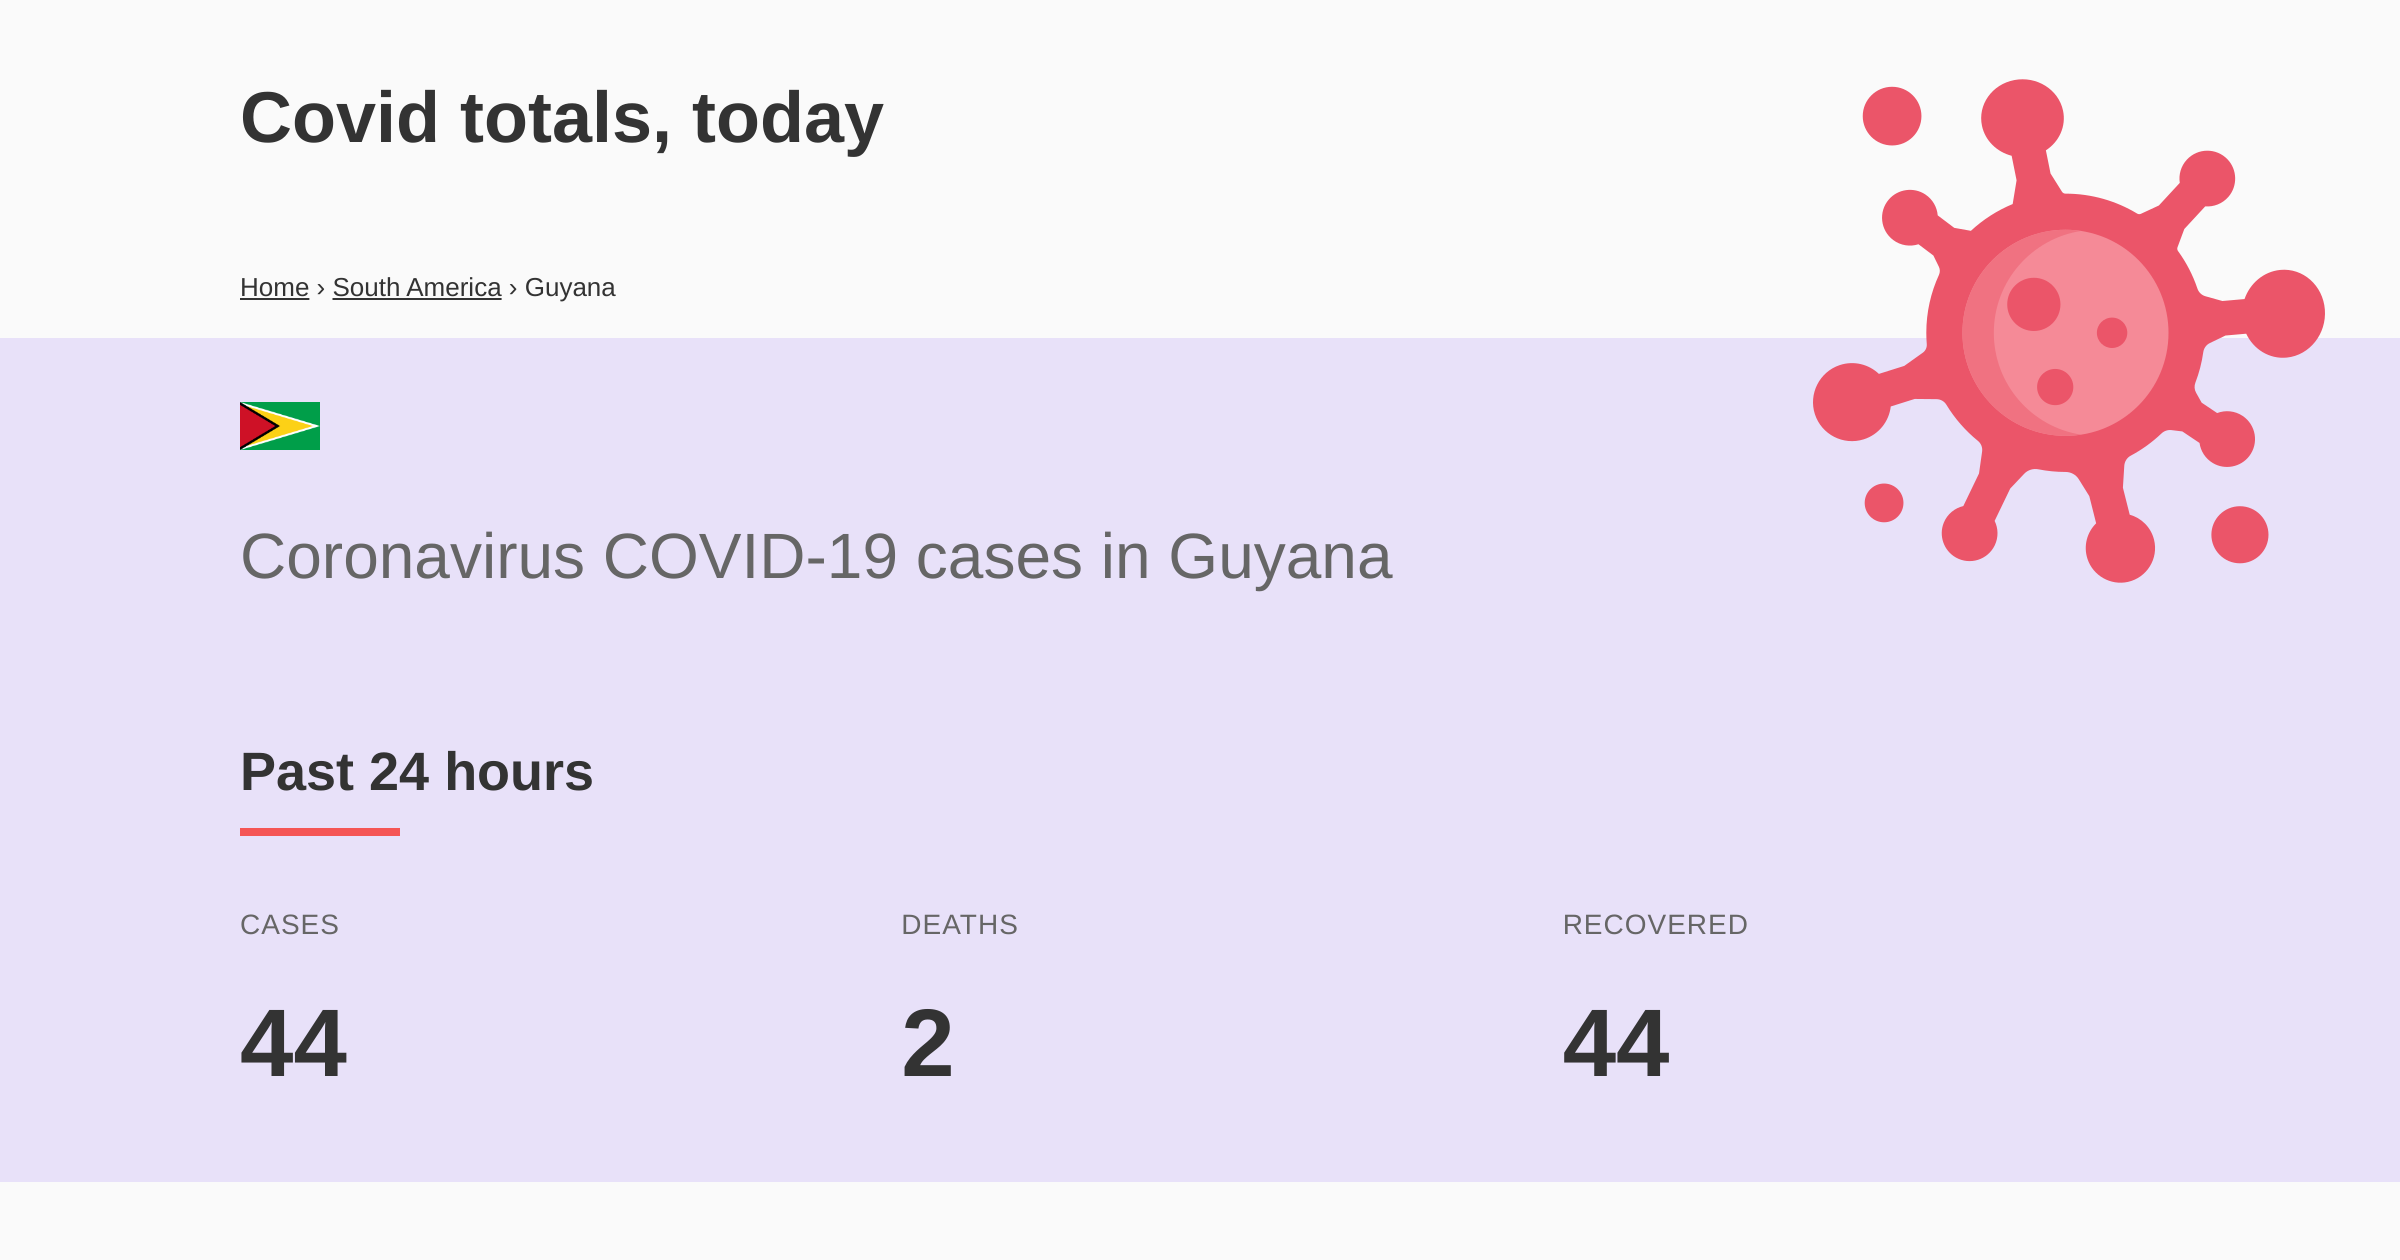 Covid totals, today
Home › South America › Guyana
Coronavirus COVID-19 cases in Guyana
Past 24 hours
CASES DEATHS RECOVERED
44 2 44